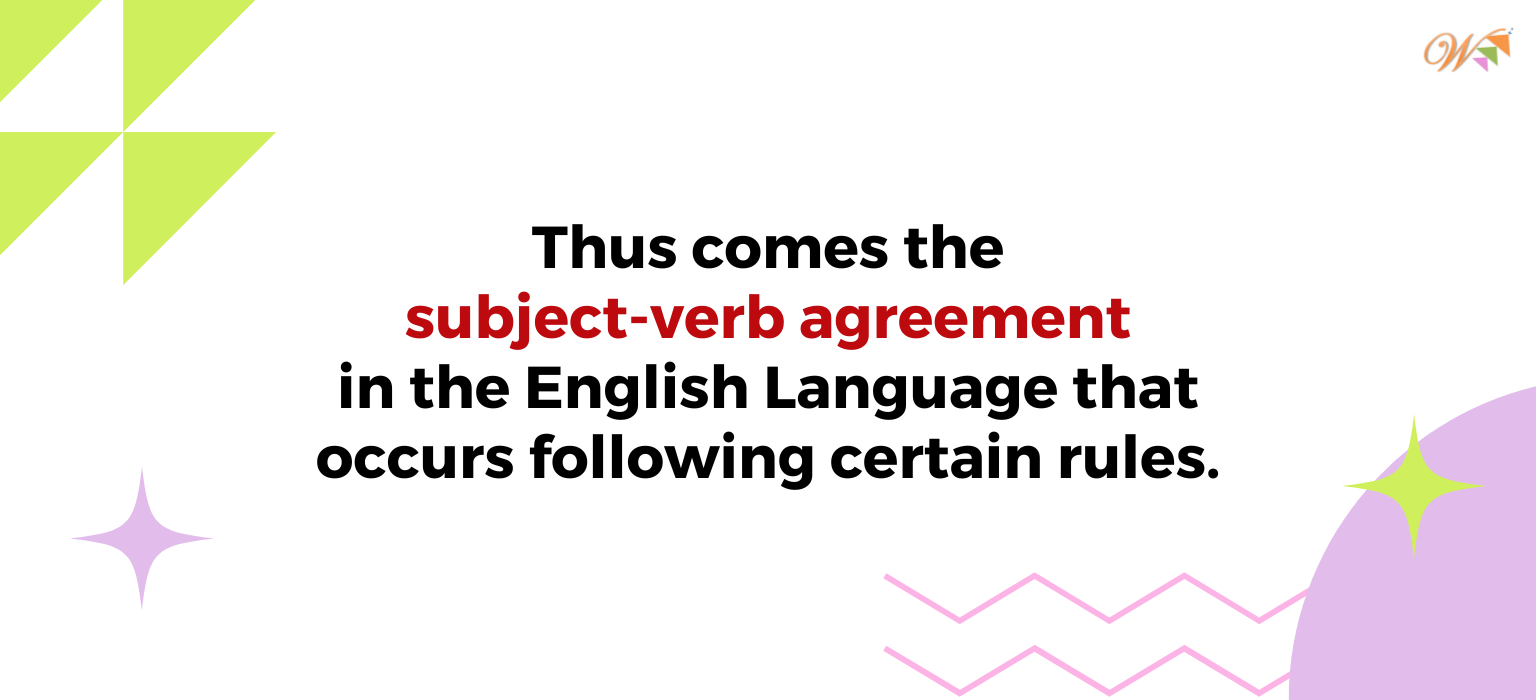 W
Thus comes the
subject-verb agreement
in the English Language that
occurs following certain rules.